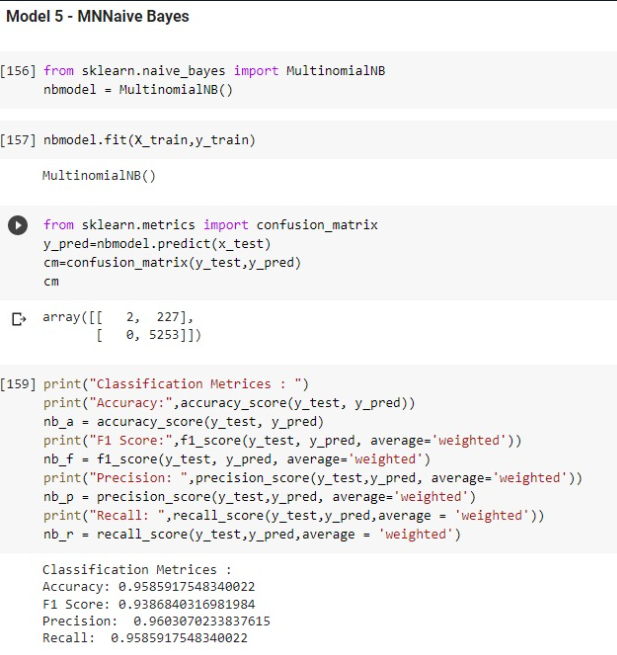 Model 5 - MNNaive Bayes
[156] from sklearn.naive_bayes import MultinomialNB
nbmodel = MultinomialNB()
[157] nbmodel.fit(X_train,y_train)
MultinomialNB()
from sklearn.metrics import confusion_matrix
y_pred=nbmodel.predict(x_test)
cm=confusion_matrix(y_test,y_pred)
cm
array([[   2,  227],
       [   0, 5253]])
[159] print("Classification Metrices : ")
print("Accuracy:",accuracy_score(y_test, y_pred))
nb_a = accuracy_score(y_test, y_pred)
print("F1 Score:",f1_score(y_test, y_pred, average='weighted'))
nb_f = f1_score(y_test, y_pred, average='weighted')
print("Precision: ",precision_score(y_test,y_pred, average='weighted'))
nb_p = precision_score(y_test,y_pred, average='weighted')
print("Recall: ",recall_score(y_test,y_pred,average = 'weighted'))
nb_r = recall_score(y_test,y_pred,average = 'weighted')
Classification Metrices :
Accuracy: 0.9585917548340022
F1 Score: 0.9386840316981984
Precision:  0.9603070233837615
Recall:  0.9585917548340022